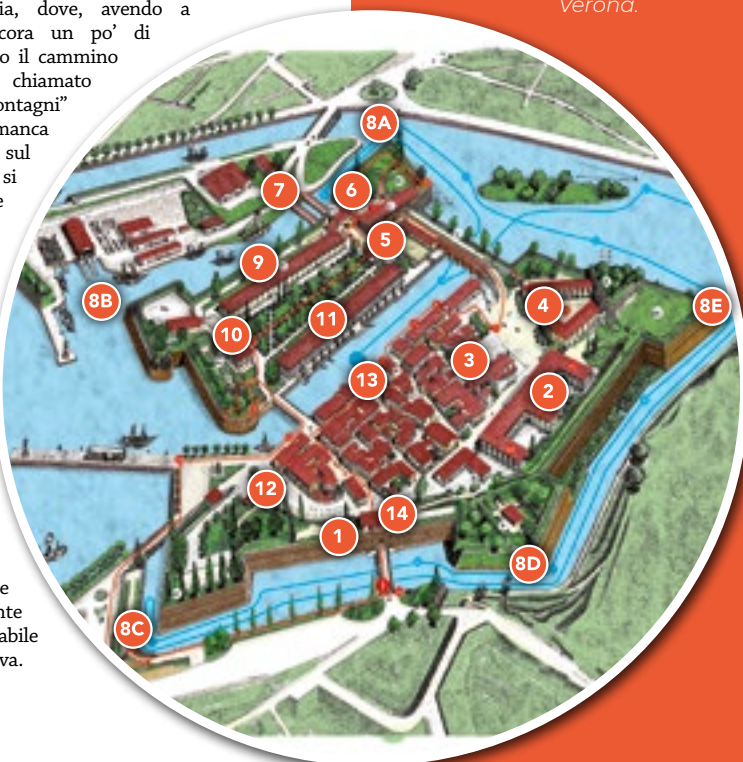 ia, dove, avendo a
cora un po' di
o il cammino
chiamato
ontagni"
manca
sul
si
e
e
nte
abile
va.
Verona.
8A
7
6
5
9
8B
4
8E
11
10
3
13
2
12
14
1
8D
8C